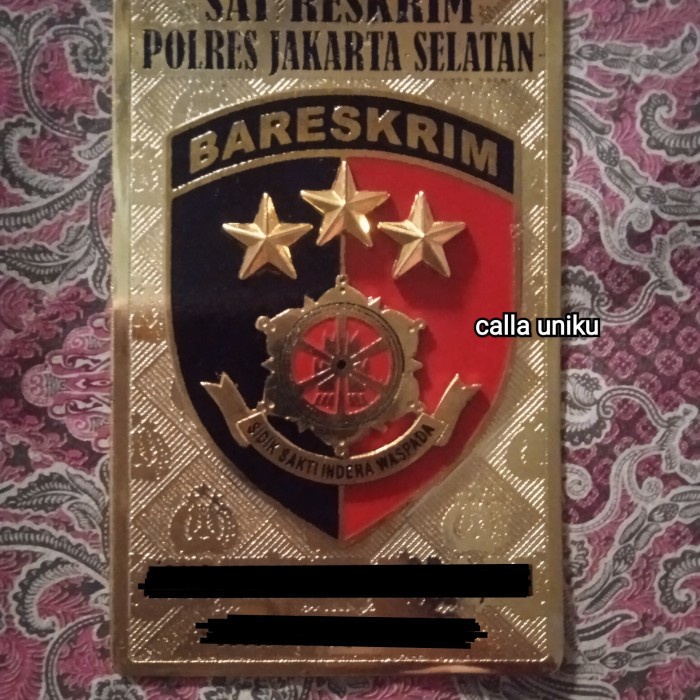 SAT RESKRIM
POLRES JAKARTA SELATAN
BARESKRIM
calla uniku
SIDIK SAKTI INDERA WASPADA